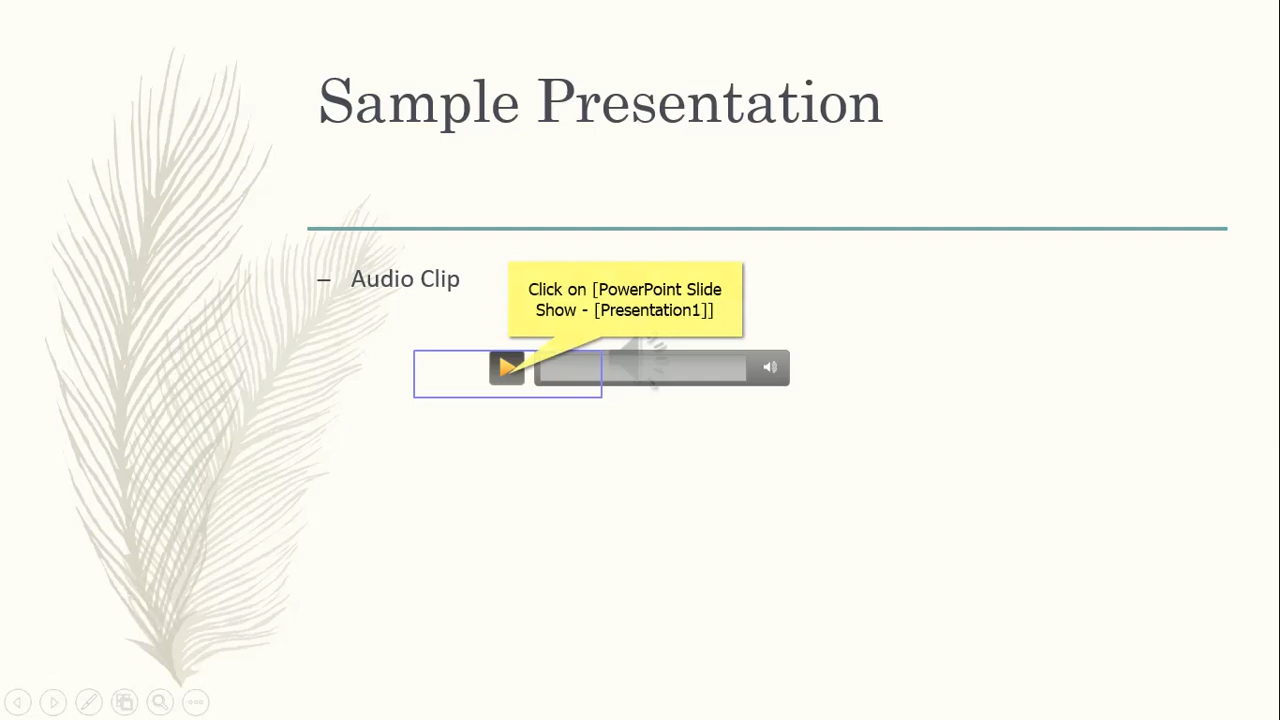 Sample Presentation
– Audio Clip
Click on [PowerPoint Slide
Show - [Presentation1]]